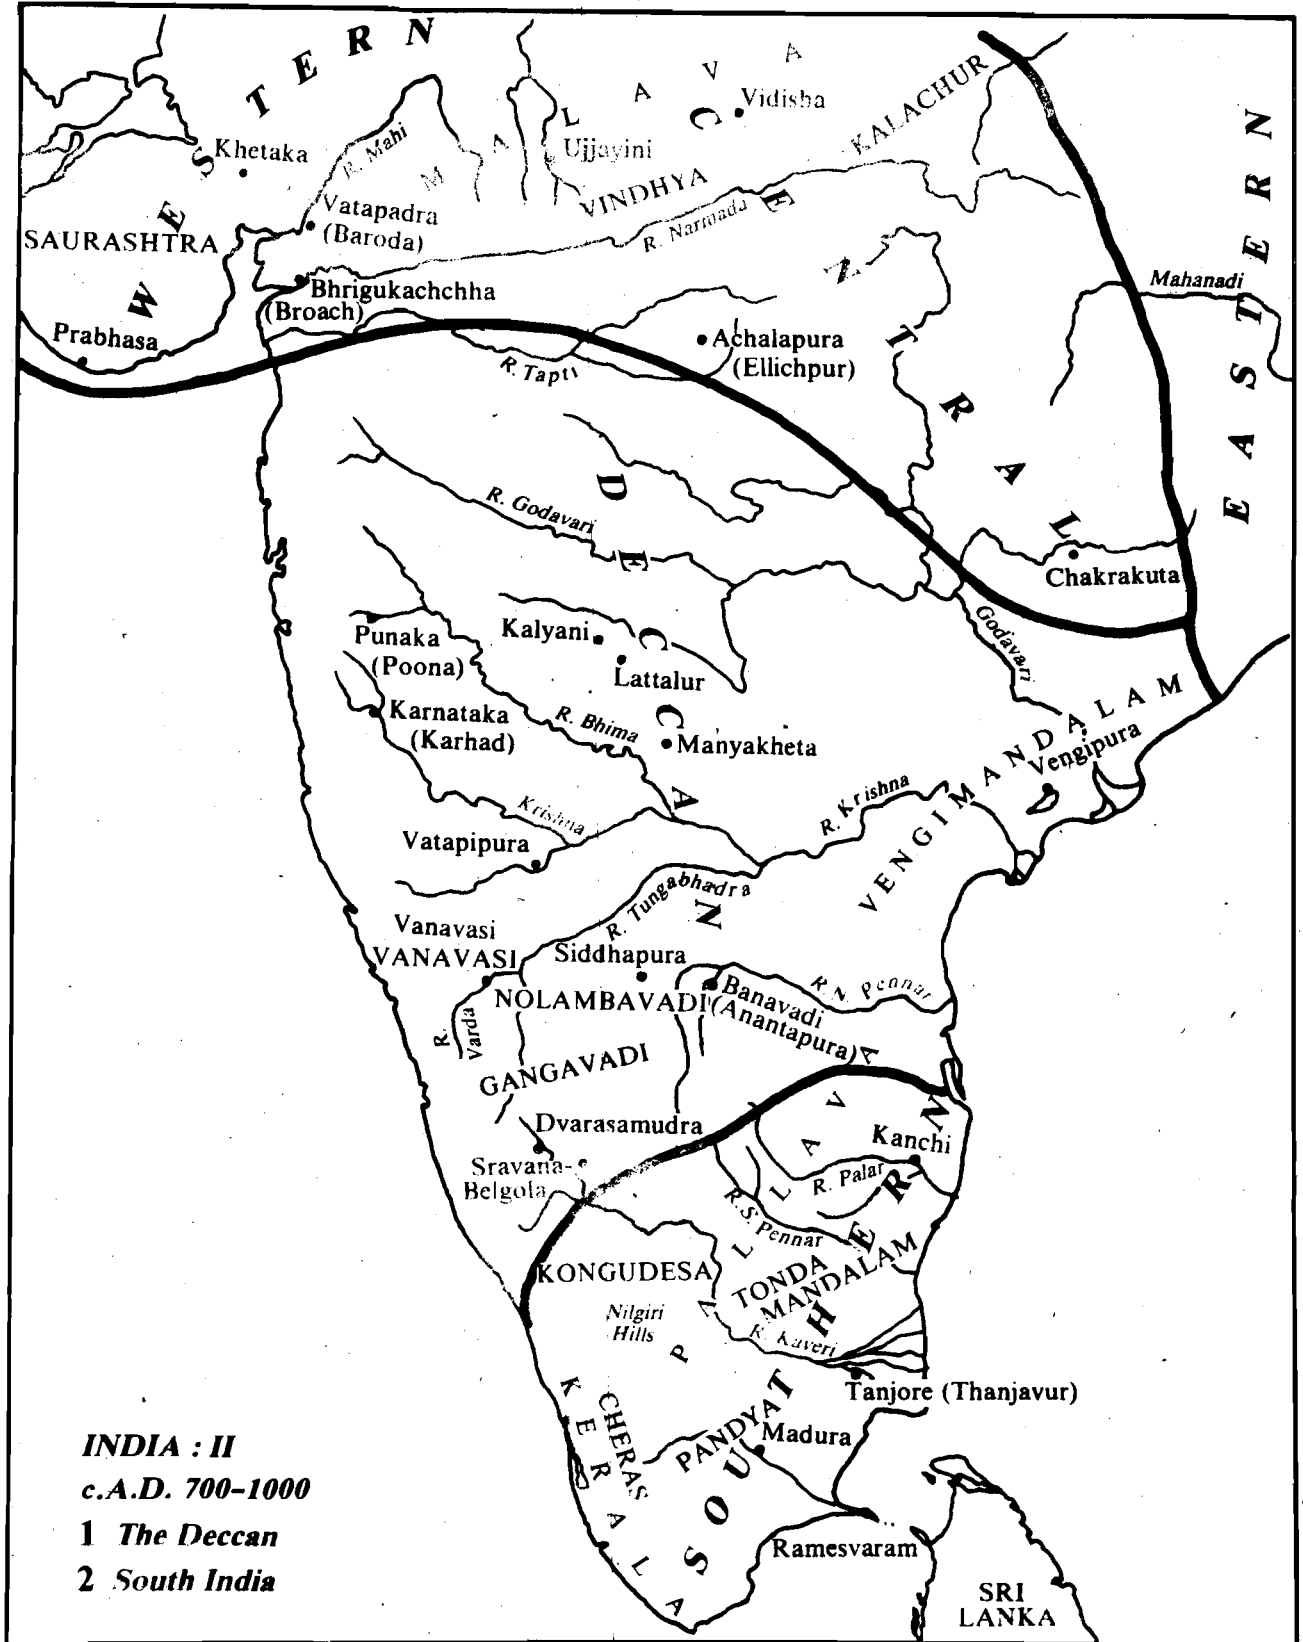 WESTERN
MALAVA
CENTRAL
EASTERN
Vidisha
KALACHUR
Khetaka
R. Mahi
Ujjayini
VINDHYA
Vatapadra
(Baroda)
R. Narmada
SAURASHTRA
Bhrigukachchha
(Broach)
Mahanadi
Prabhasa
Achalapura
(Ellichpur)
R. Tapti
DECCAN
R. Godavari
Chakrakuta
Godavari
Punaka
(Poona)
Kalyani
Lattalur
Karnataka
(Karhad)
R. Bhima
Manyakheta
VENGIMANDALAM
Vengipura
Krishna
R. Krishna
Vatapipura
R. Tungabhadra
Vanavasi
VANAVASI
Siddhapura
NOLAMBAVADI
Banavadi
(Anantapura)
R. N. Pennar
R.
Varda
GANGAVADI
Dvarasamudra
Sravana-
Belgola
PALLAVA
Kanchi
R. Palar
R. S. Pennar
SOUTHERN
KONGUDESA
TONDA
MANDALAM
Nilgiri
Hills
R. Kaveri
Tanjore (Thanjavur)
KERALA
CHERAS
PANDYA
Madura
Ramesvaram
SRI
LANKA
INDIA : II
c.A.D. 700–1000
1 The Deccan
2 South India